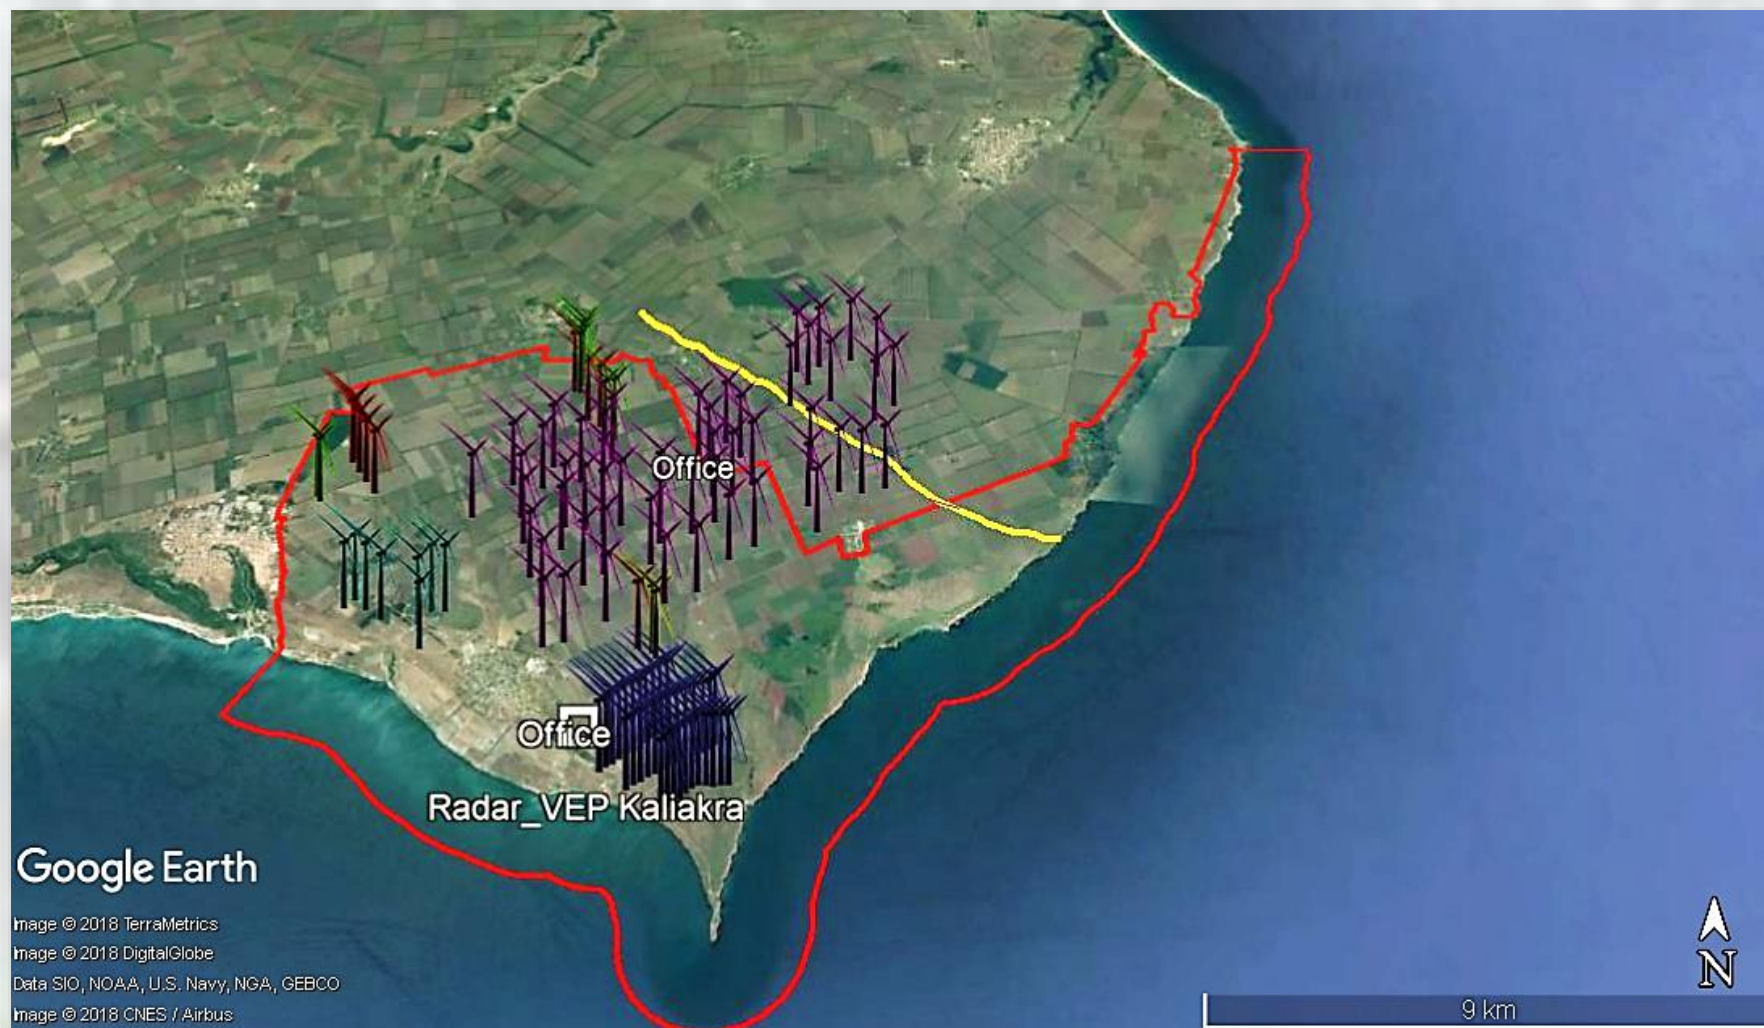 Office
Office
Radar_VEP Kaliakra
Google Earth
Image © 2018 TerraMetrics
Image © 2018 DigitalGlobe
Data SIO, NOAA, U.S. Navy, NGA, GEBCO
Image © 2018 CNES / Airbus
N
9 km